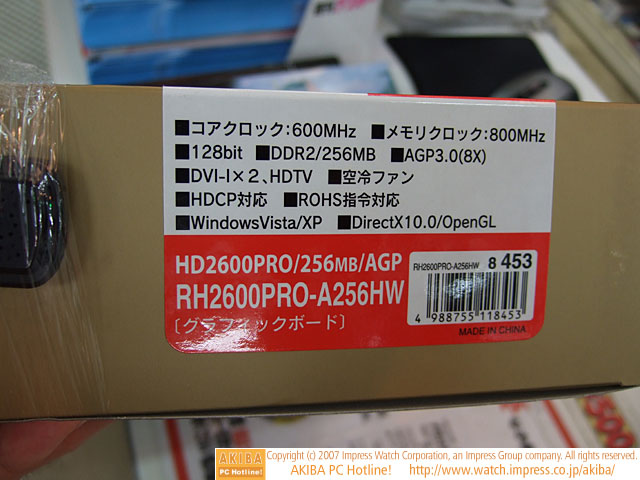 ■コアクロック:600MHz ■メモリクロック:800MHz
■128bit ■DDR2/256MB ■AGP3.0(8X)
■DVI-I×2、HDTV ■空冷ファン
■HDCP対応 ■ROHS指令対応
■WindowsVista/XP ■DirectX10.0/OpenGL
HD2600PRO/256MB/AGP
RH2600PRO-A256HW
〔グラフィックボード〕
RH2600PRO-A256HW 8 453
4 988755 118453
MADE IN CHINA
AKIBA
PC Hotline!
Copyright (c) 2007 Impress Watch Corporation, an Impress Group company. All rights reserved.
AKIBA PC Hotline! http://www.watch.impress.co.jp/akiba/